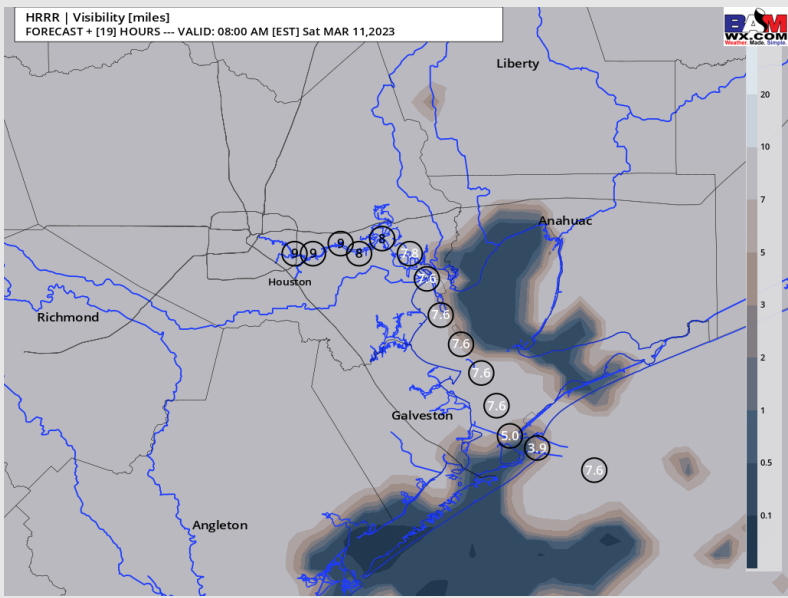 HRRR | Visibility [miles]
FORECAST + [19] HOURS --- VALID: 08:00 AM [EST] Sat MAR 11,2023
BAM
WX.COM
Weather. Made. Simple.
Liberty
20
10
7
Anahuac
9
9
9
8
8
7.8
5
7.6
Houston
3
Richmond
7.6
7.6
2
7.6
7.6
1
Galveston
5.0
3.9
0.5
7.6
0.1
Angleton